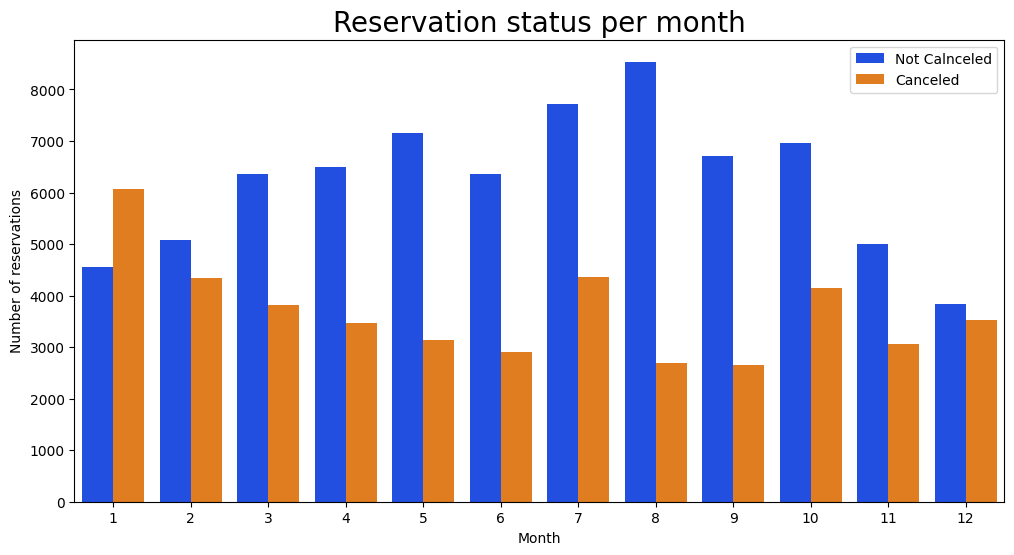 Reservation status per month
Not Calnceled
Canceled
Number of reservations
8000
7000
6000
5000
4000
3000
2000
1000
0
1 2 3 4 5 6 7 8 9 10 11 12
Month